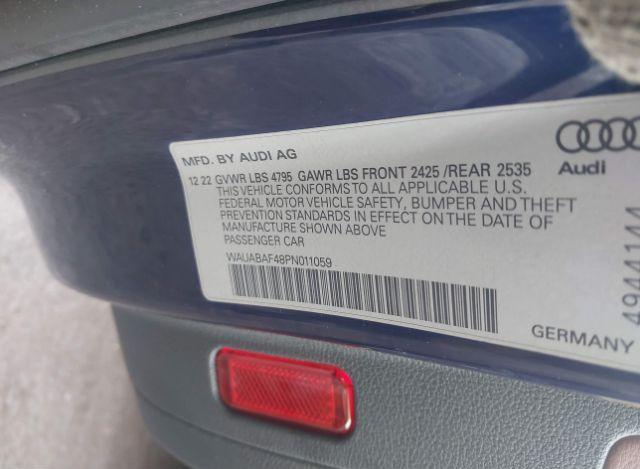 MFD. BY AUDI AG
12 22 GVWR LBS 4795 GAWR LBS FRONT 2425 /REAR 2535
THIS VEHICLE CONFORMS TO ALL APPLICABLE U.S.
FEDERAL MOTOR VEHICLE SAFETY, BUMPER AND THEFT
PREVENTION STANDARDS IN EFFECT ON THE DATE OF
MANUFACTURE SHOWN ABOVE
PASSENGER CAR
WAUABAF48PN011059
Audi
49441144
GERMANY